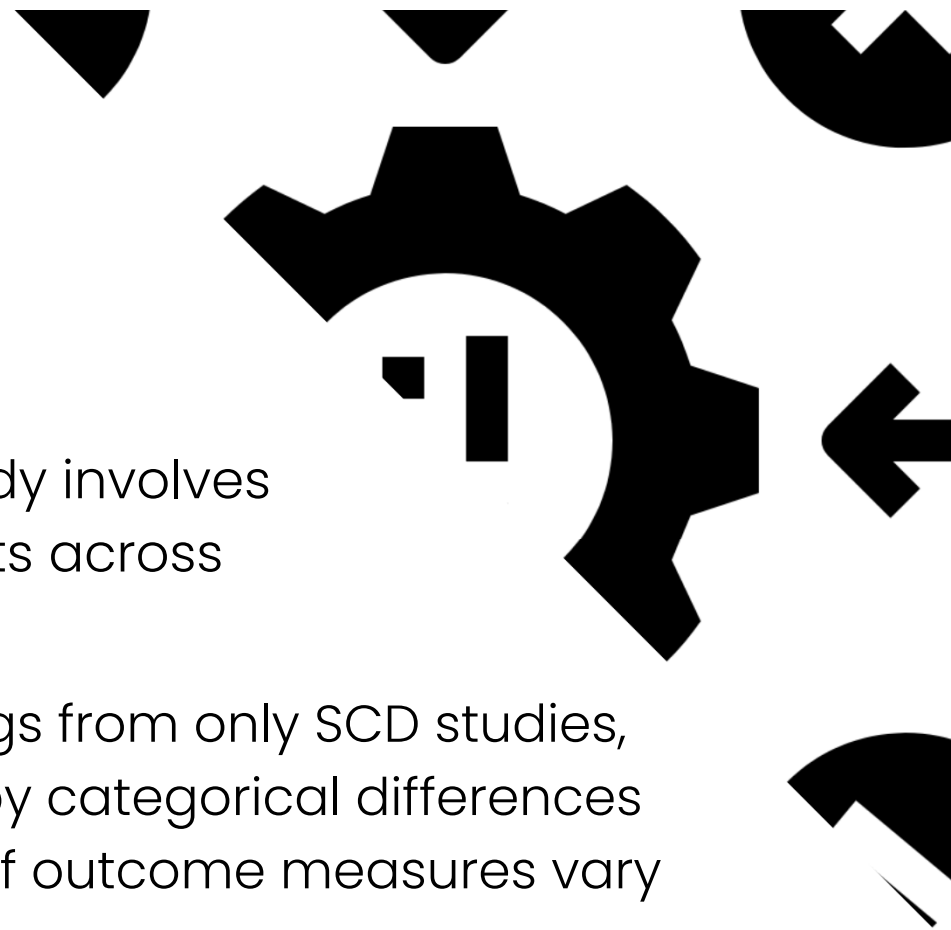 dy involves
ts across
gs from only SCD studies,
by categorical differences
f outcome measures vary